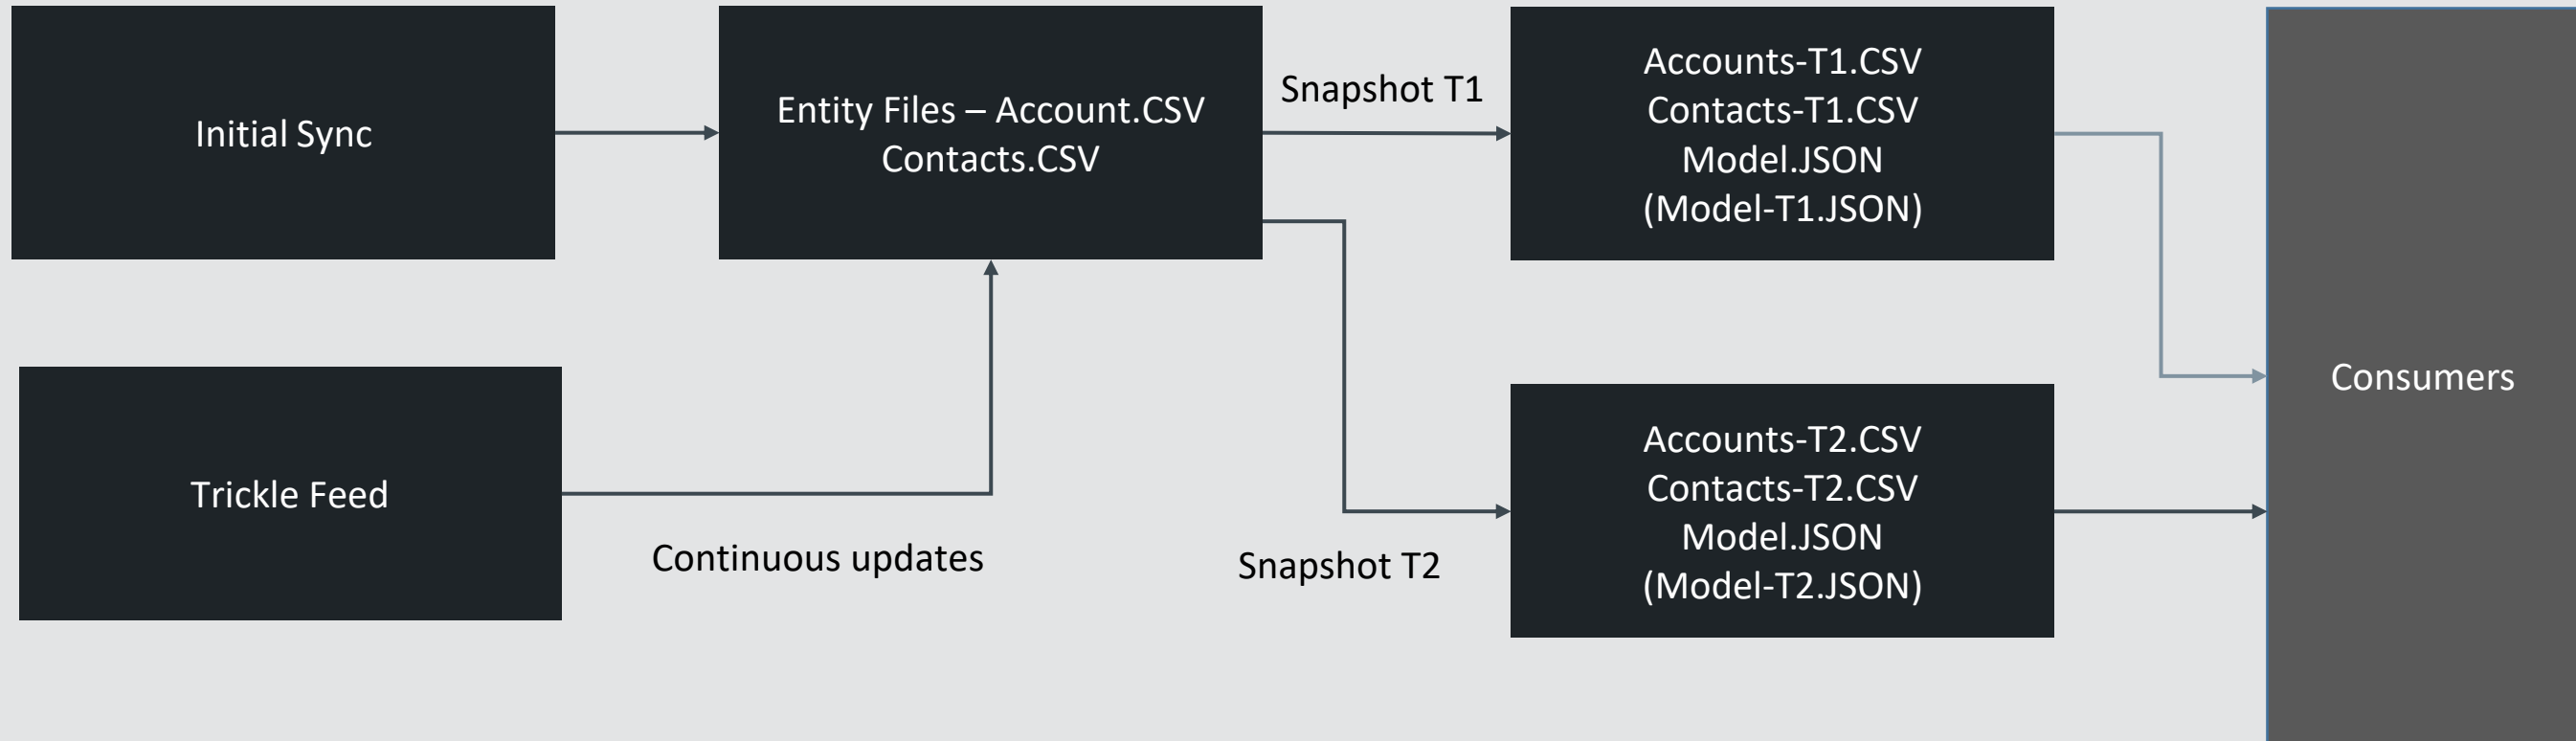 Initial Sync
Entity Files – Account.CSV
Contacts.CSV
Snapshot T1
Accounts-T1.CSV
Contacts-T1.CSV
Model.JSON
(Model-T1.JSON)
Consumers
Trickle Feed
Continuous updates
Snapshot T2
Accounts-T2.CSV
Contacts-T2.CSV
Model.JSON
(Model-T2.JSON)